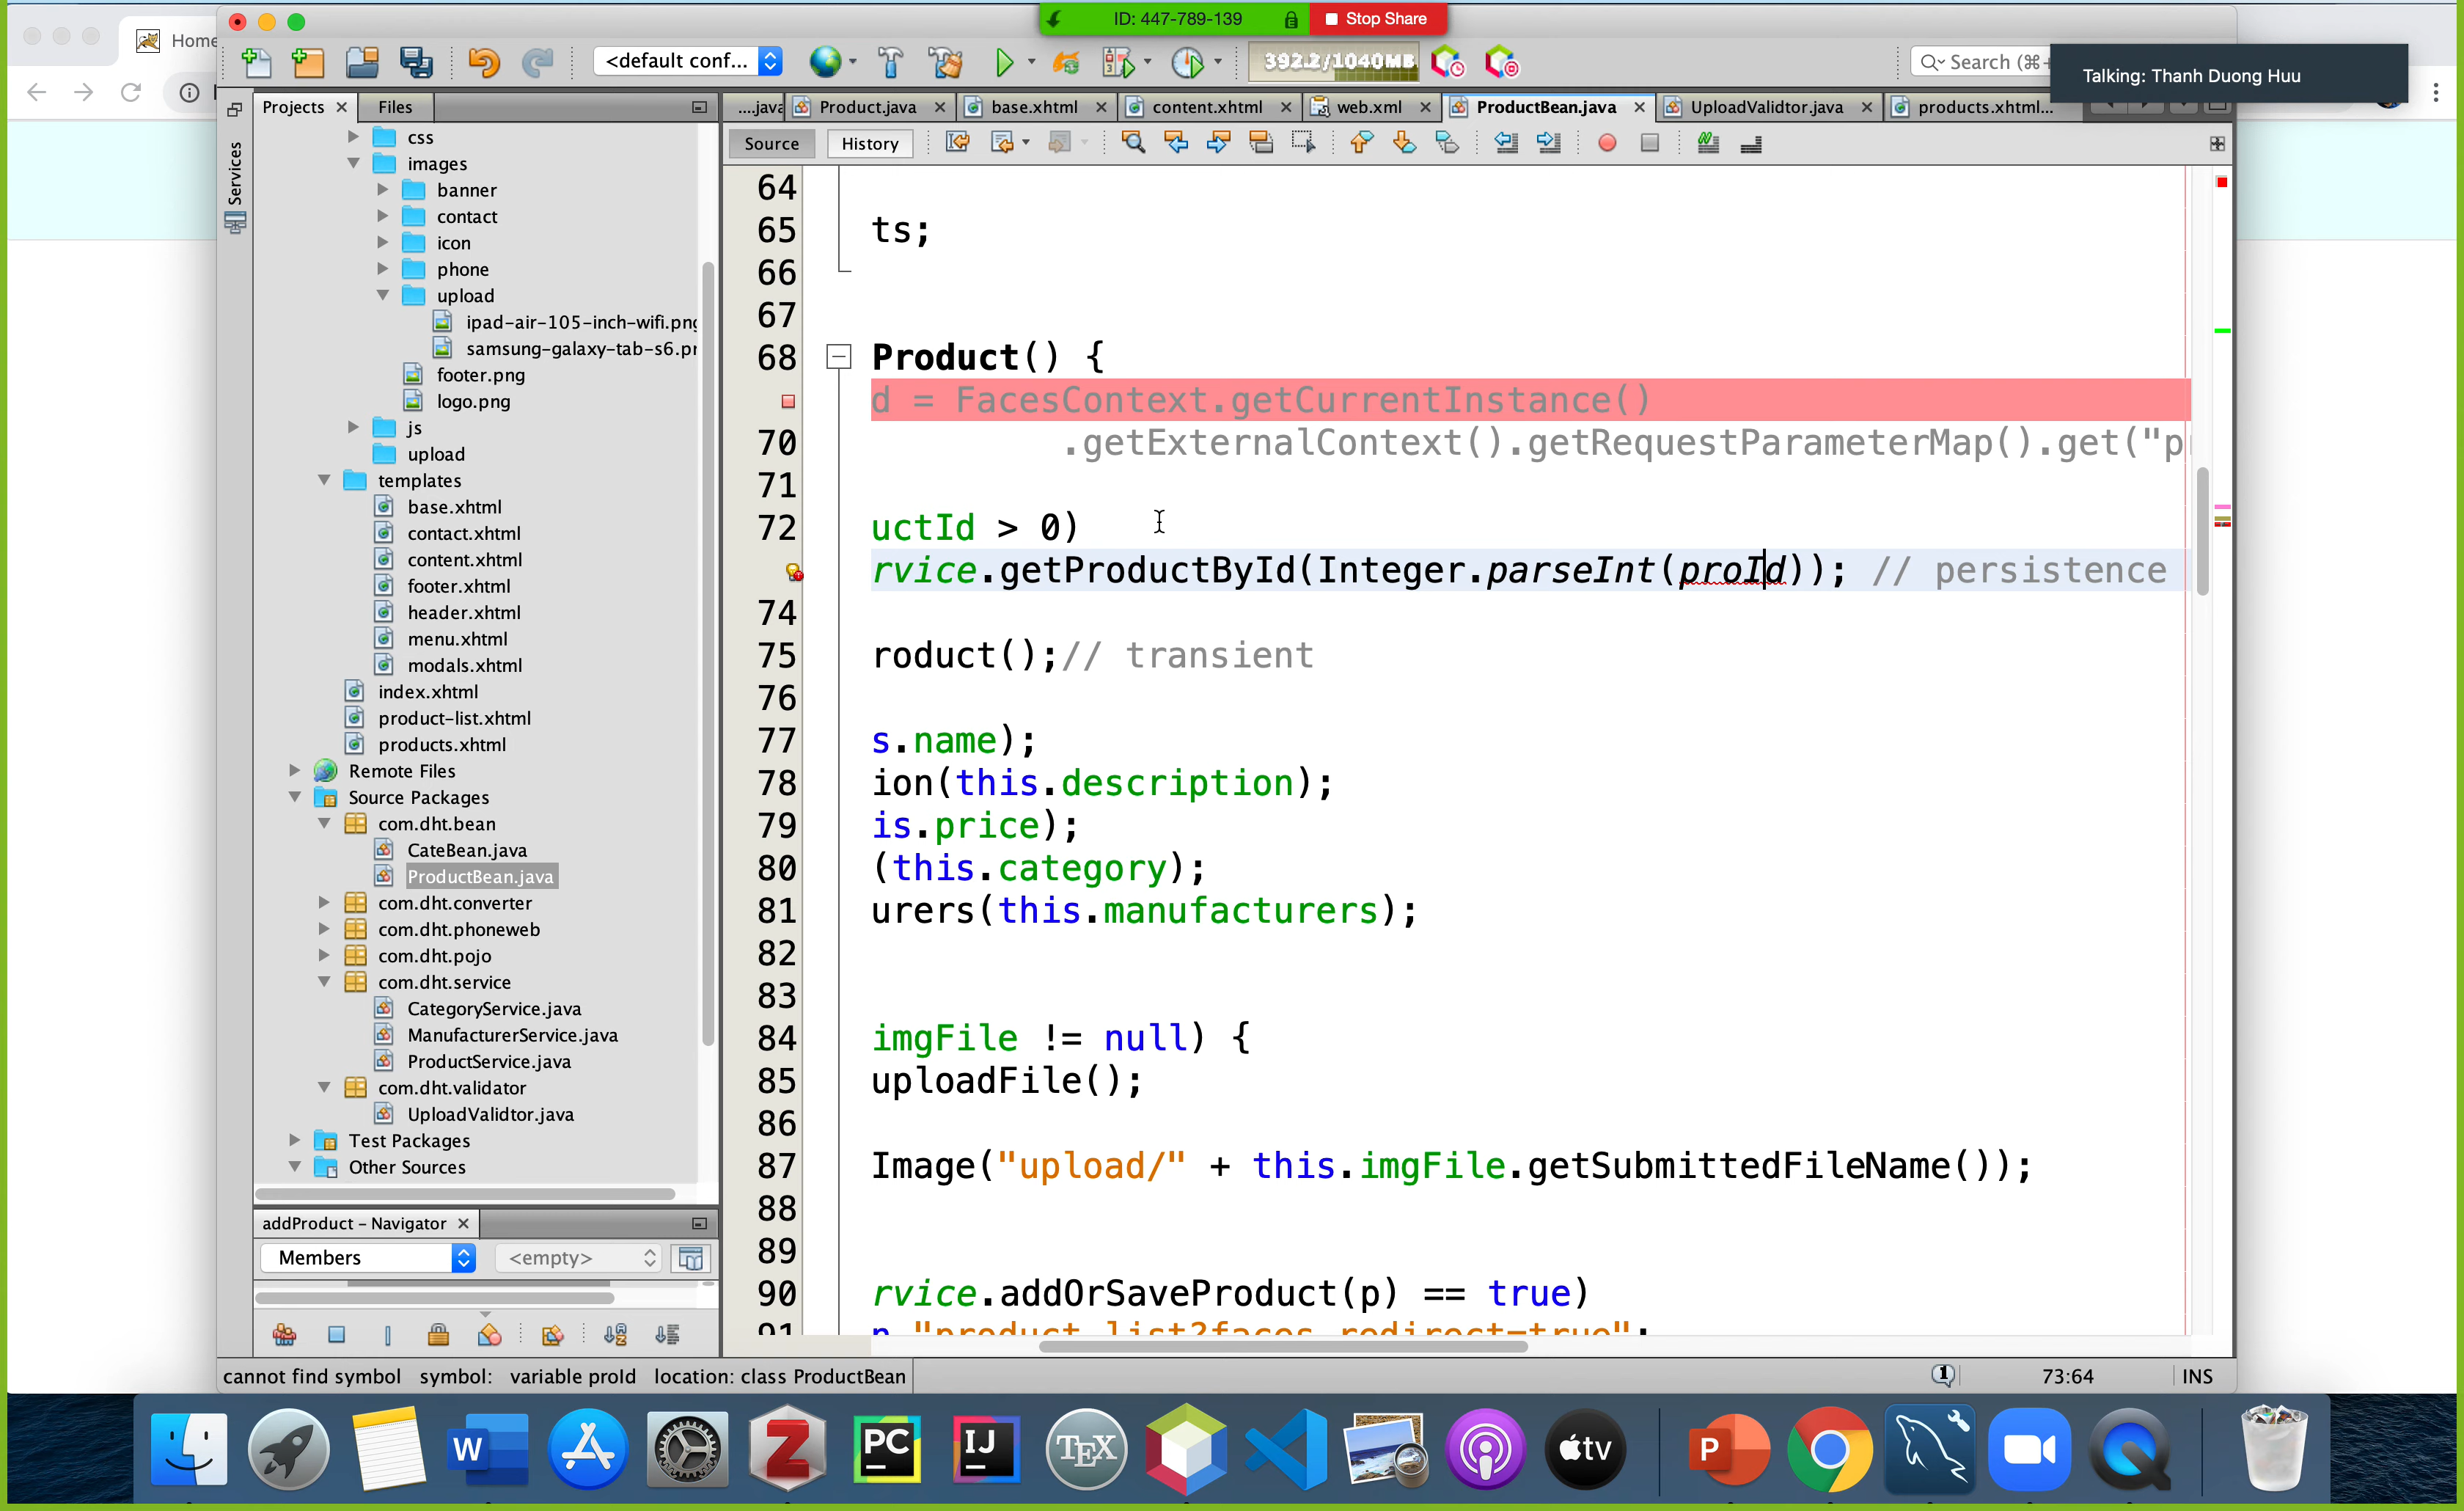 ID: 447-789-139
Stop Share
Home
<default conf...
392.2/1040MB
Search (⌘+
Talking: Thanh Duong Huu
Projects
Files
....java
Product.java
base.xhtml
content.xhtml
web.xml
ProductBean.java
UploadValidtor.java
products.xhtml...
Services
Source
History
css
images
banner
contact
icon
phone
upload
ipad-air-105-inch-wifi.png
samsung-galaxy-tab-s6.pr
footer.png
logo.png
js
upload
templates
base.xhtml
contact.xhtml
content.xhtml
footer.xhtml
header.xhtml
menu.xhtml
modals.xhtml
index.xhtml
product-list.xhtml
products.xhtml
Remote Files
Source Packages
com.dht.bean
CateBean.java
ProductBean.java
com.dht.converter
com.dht.phoneweb
com.dht.pojo
com.dht.service
CategoryService.java
ManufacturerService.java
ProductService.java
com.dht.validator
UploadValidtor.java
Test Packages
Other Sources
addProduct - Navigator
Members
<empty>
64
65 ts;
66
67
68 Product() {
d = FacesContext.getCurrentInstance()
70 .getExternalContext().getRequestParameterMap().get("p
71
72 uctId > 0)
rvice.getProductById(Integer.parseInt(proId)); // persistence
74
75 roduct();// transient
76
77 s.name);
78 ion(this.description);
79 is.price);
80 (this.category);
81 urers(this.manufacturers);
82
83
84 imgFile != null) {
85 uploadFile();
86
87 Image("upload/" + this.imgFile.getSubmittedFileName());
88
89
90 rvice.addOrSaveProduct(p) == true)
91 n "product-list?faces-redirect=true";
cannot find symbol symbol: variable proId location: class ProductBean
1
73:64
INS
W
Z
PC
IJ
TEX
tv
P